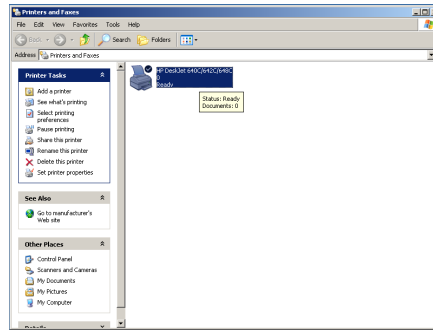 Printers and Faxes
File Edit View Favorites Tools Help
Back Search Folders
Address Printers and Faxes
Printer Tasks
Add a printer
See what's printing
Select printing
preferences
Pause printing
Share this printer
Rename this printer
Delete this printer
Set printer properties
See Also
Go to manufacturer's
Web site
Other Places
Control Panel
Scanners and Cameras
My Documents
My Pictures
My Computer
Details
HP DeskJet 640C/642C/648C
0
Ready
Status: Ready
Documents: 0